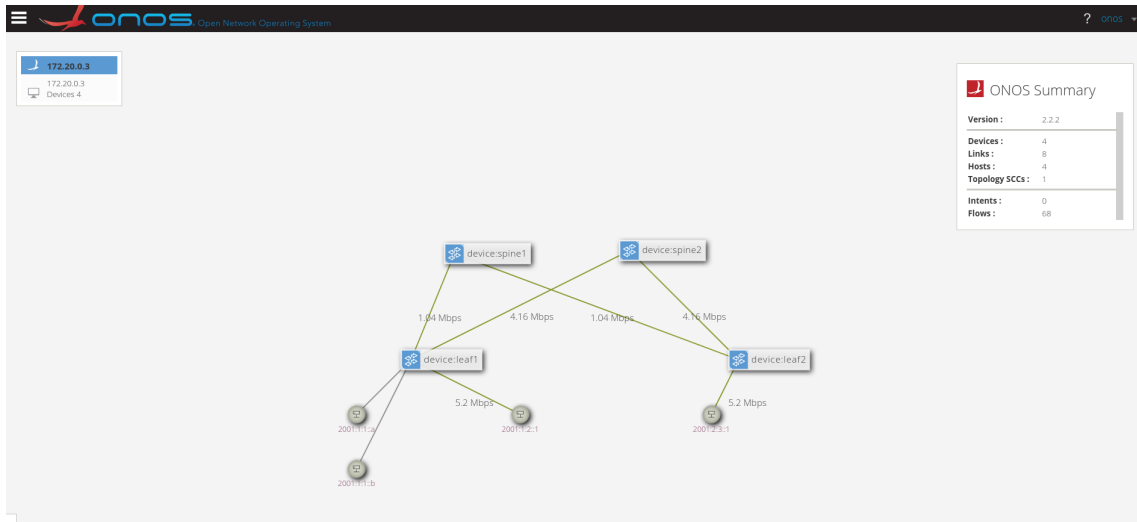 onos Open Network Operating System
? onos
172.20.0.3
172.20.0.3
Devices 4
ONOS Summary
Version : 2.2.2
Devices : 4
Links : 8
Hosts : 4
Topology SCCs : 1
Intents : 0
Flows : 68
device:spine1
device:spine2
1.04 Mbps
4.16 Mbps
1.04 Mbps
4.16 Mbps
device:leaf1
device:leaf2
5.2 Mbps
5.2 Mbps
2001:1:1::a
2001:1:2::1
2001:2:3::1
2001:1:1::b